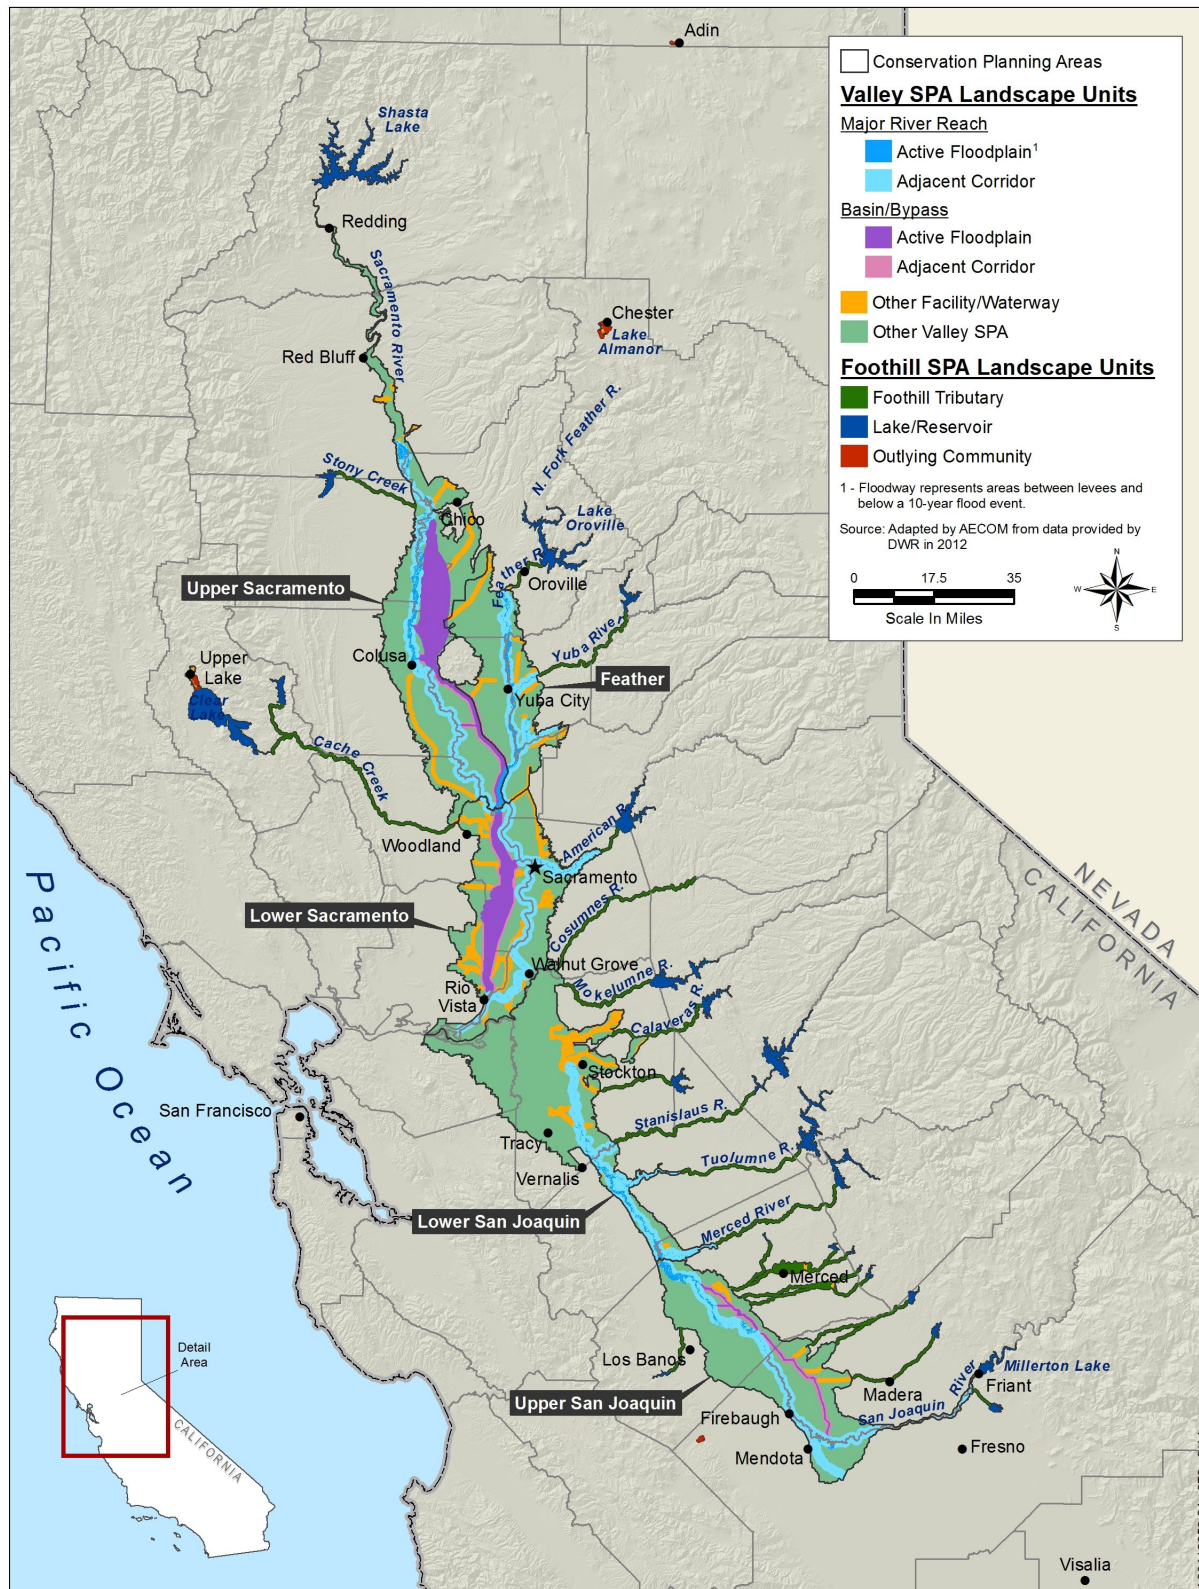 Adin
Conservation Planning Areas
Valley SPA Landscape Units
Major River Reach
Active Floodplain1
Adjacent Corridor
Basin/Bypass
Active Floodplain
Adjacent Corridor
Other Facility/Waterway
Other Valley SPA
Foothill SPA Landscape Units
Foothill Tributary
Lake/Reservoir
Outlying Community
1 - Floodway represents areas between levees and
below a 10-year flood event.
Source: Adapted by AECOM from data provided by
DWR in 2012
N
W
E
S
0
17.5
35
Scale In Miles
Shasta
Lake
Redding
Sacramento River
Chester
Lake
Almanor
Red Bluff
N. Fork Feather R.
Stony Creek
Chico
Lake
Oroville
Feather R.
Oroville
Upper Sacramento
Yuba River
Colusa
Upper
Lake
Feather
Clear
Lake
Yuba City
Cache Creek
American R.
Woodland
Sacramento
NEVADA
CALIFORNIA
Lower Sacramento
Cosumnes R.
Walnut Grove
Mokelumne R.
Rio
Vista
Calaveras R.
Pacific Ocean
Stockton
San Francisco
Stanislaus R.
Tracy
Tuolumne R.
Vernalis
Lower San Joaquin
Merced River
Merced
Los Banos
Detail
Area
Millerton Lake
Friant
Madera
Upper San Joaquin
San Joaquin River
Firebaugh
CALIFORNIA
Fresno
Mendota
Visalia